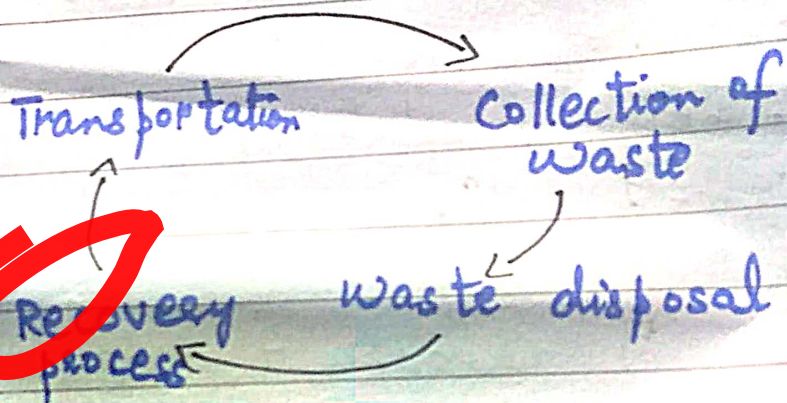 Transportation
Collection of
waste
Recovery
process
Waste disposal